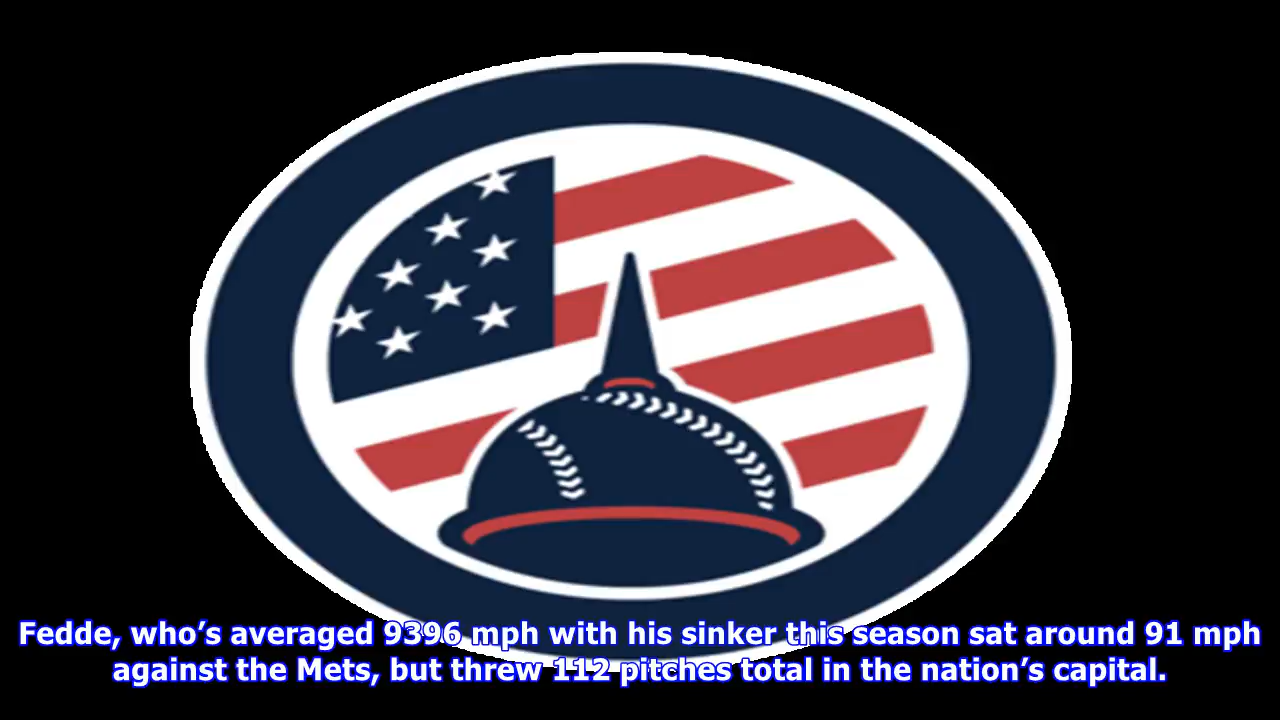 Fedde, who’s averaged 9396 mph with his sinker this season sat around 91 mph
against the Mets, but threw 112 pitches total in the nation’s capital.